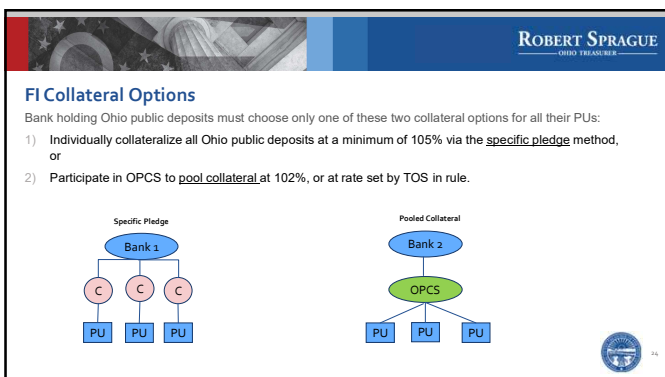 ROBERT SPRAGUE
OHIO TREASURER
FI Collateral Options
Bank holding Ohio public deposits must choose only one of these two collateral options for all their PUs:
1) Individually collateralize all Ohio public deposits at a minimum of 105% via the specific pledge method,
or
2) Participate in OPCS to pool collateral at 102%, or at rate set by TOS in rule.
Specific Pledge
Bank 1
C C C
PU PU PU
Pooled Collateral
Bank 2
OPCS
PU PU PU
24